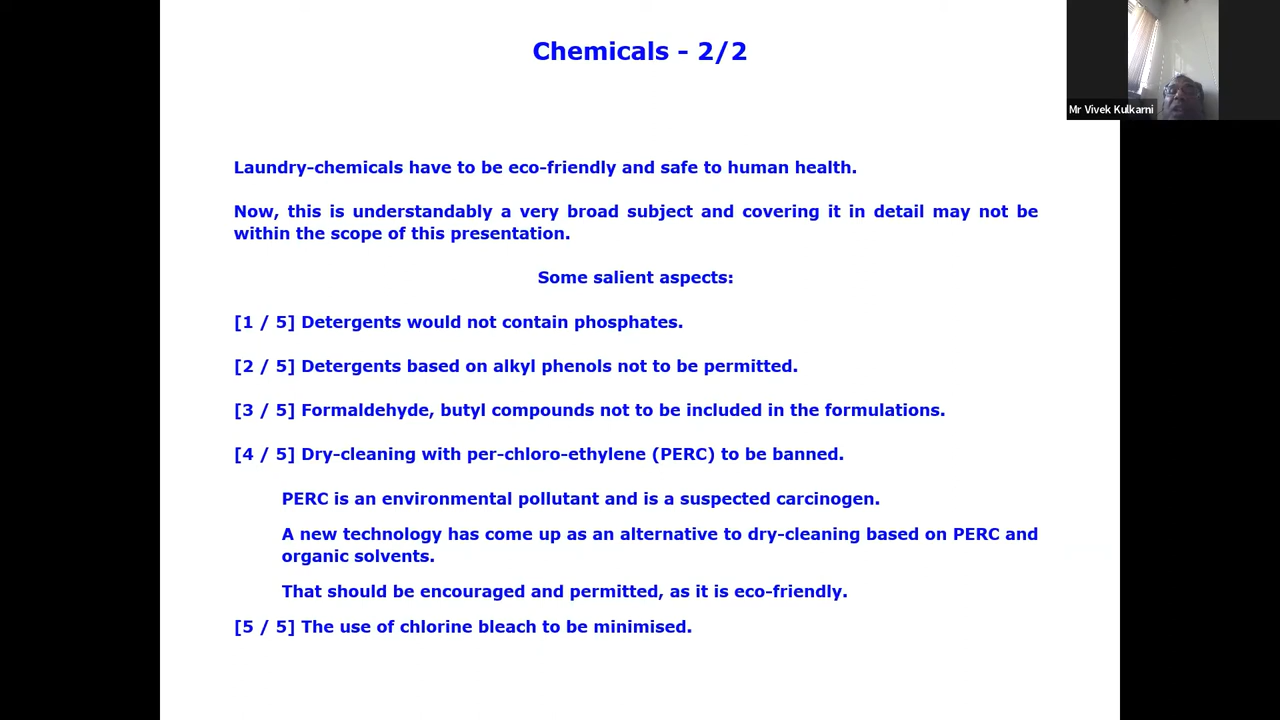 Chemicals – 2/2
Mr Vivek Kulkarni
Laundry-chemicals have to be eco-friendly and safe to human health.
Now, this is understandably a very broad subject and covering it in detail may not be
within the scope of this presentation.
Some salient aspects:
[1 / 5] Detergents would not contain phosphates.
[2 / 5] Detergents based on alkyl phenols not to be permitted.
[3 / 5] Formaldehyde, butyl compounds not to be included in the formulations.
[4 / 5] Dry-cleaning with per-chloro-ethylene (PERC) to be banned.
PERC is an environmental pollutant and is a suspected carcinogen.
A new technology has come up as an alternative to dry-cleaning based on PERC and
organic solvents.
That should be encouraged and permitted, as it is eco-friendly.
[5 / 5] The use of chlorine bleach to be minimised.